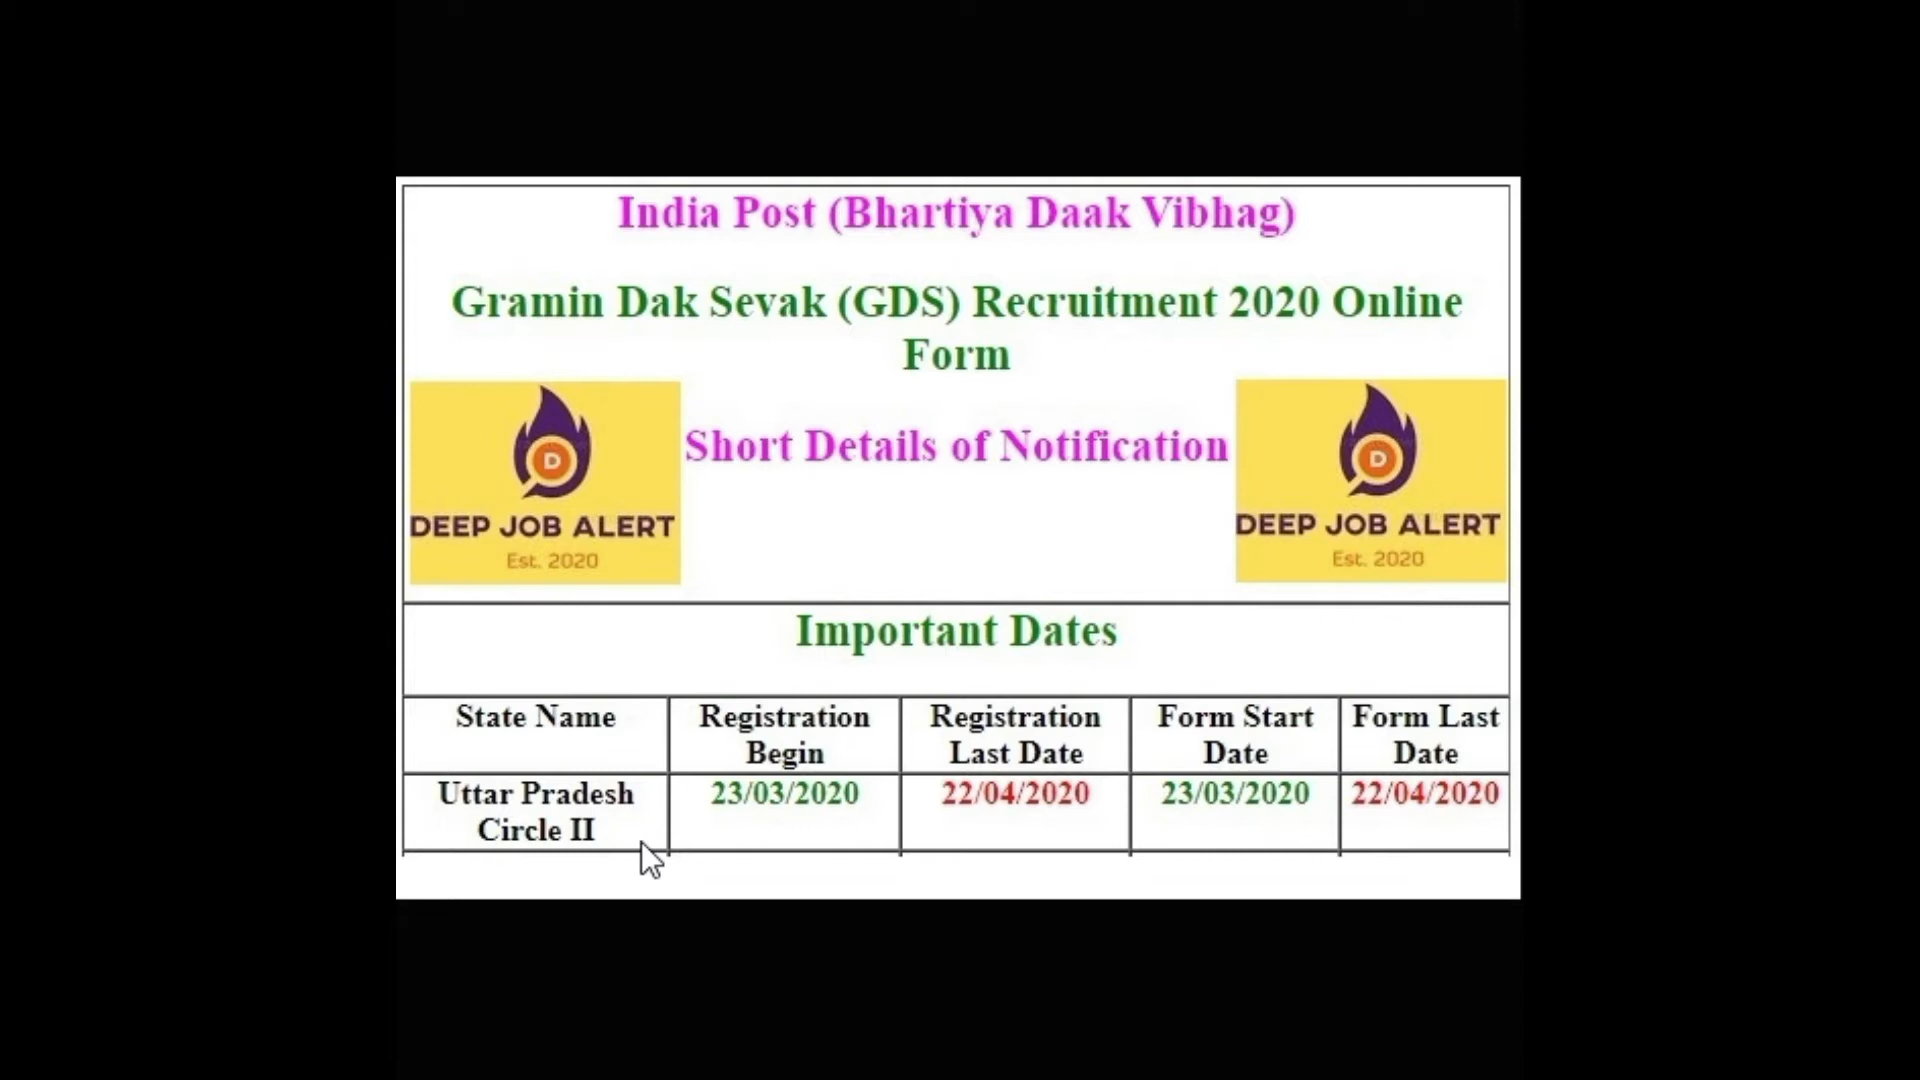 India Post (Bhartiya Daak Vibhag)
Gramin Dak Sevak (GDS) Recruitment 2020 Online
Form
Short Details of Notification
D
DEEP JOB ALERT
Est. 2020
D
DEEP JOB ALERT
Est. 2020
Important Dates
State Name
Registration
Begin
Registration
Last Date
Form Start
Date
Form Last
Date
Uttar Pradesh
Circle II
23/03/2020
22/04/2020
23/03/2020
22/04/2020